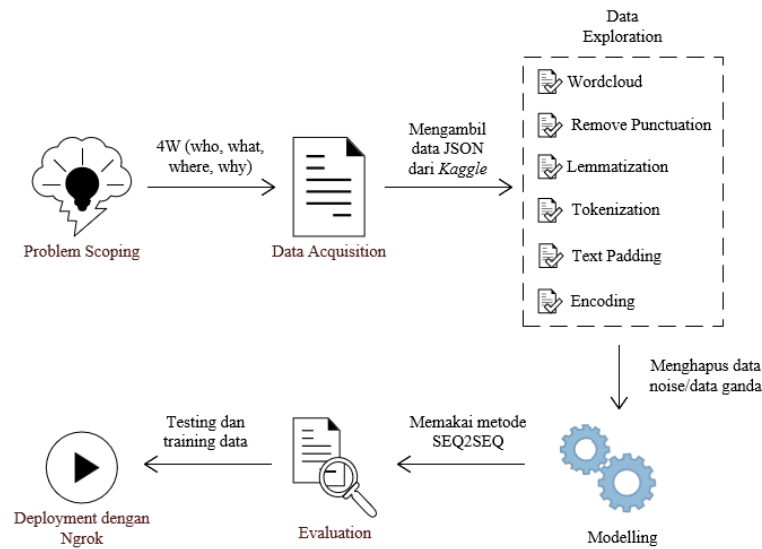 Data
Exploration
Wordcloud
Remove Punctuation
Lemmatization
Tokenization
Text Padding
Encoding
4W (who, what,
where, why)
Mengambil
data JSON
dari Kaggle
Problem Scoping
Data Acquisition
Menghapus data
noise/data ganda
Memakai metode
SEQ2SEQ
Testing dan
training data
Modelling
Evaluation
Deployment dengan
Ngrok